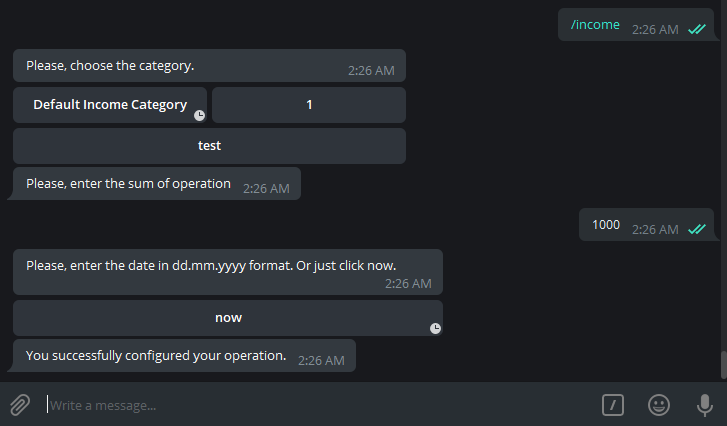 /income 2:26 AM
Please, choose the category. 2:26 AM
Default Income Category 1
test
Please, enter the sum of operation 2:26 AM
1000 2:26 AM
Please, enter the date in dd.mm.yyyy format. Or just click now.
2:26 AM
now
You successfully configured your operation. 2:26 AM
Write a message...
/